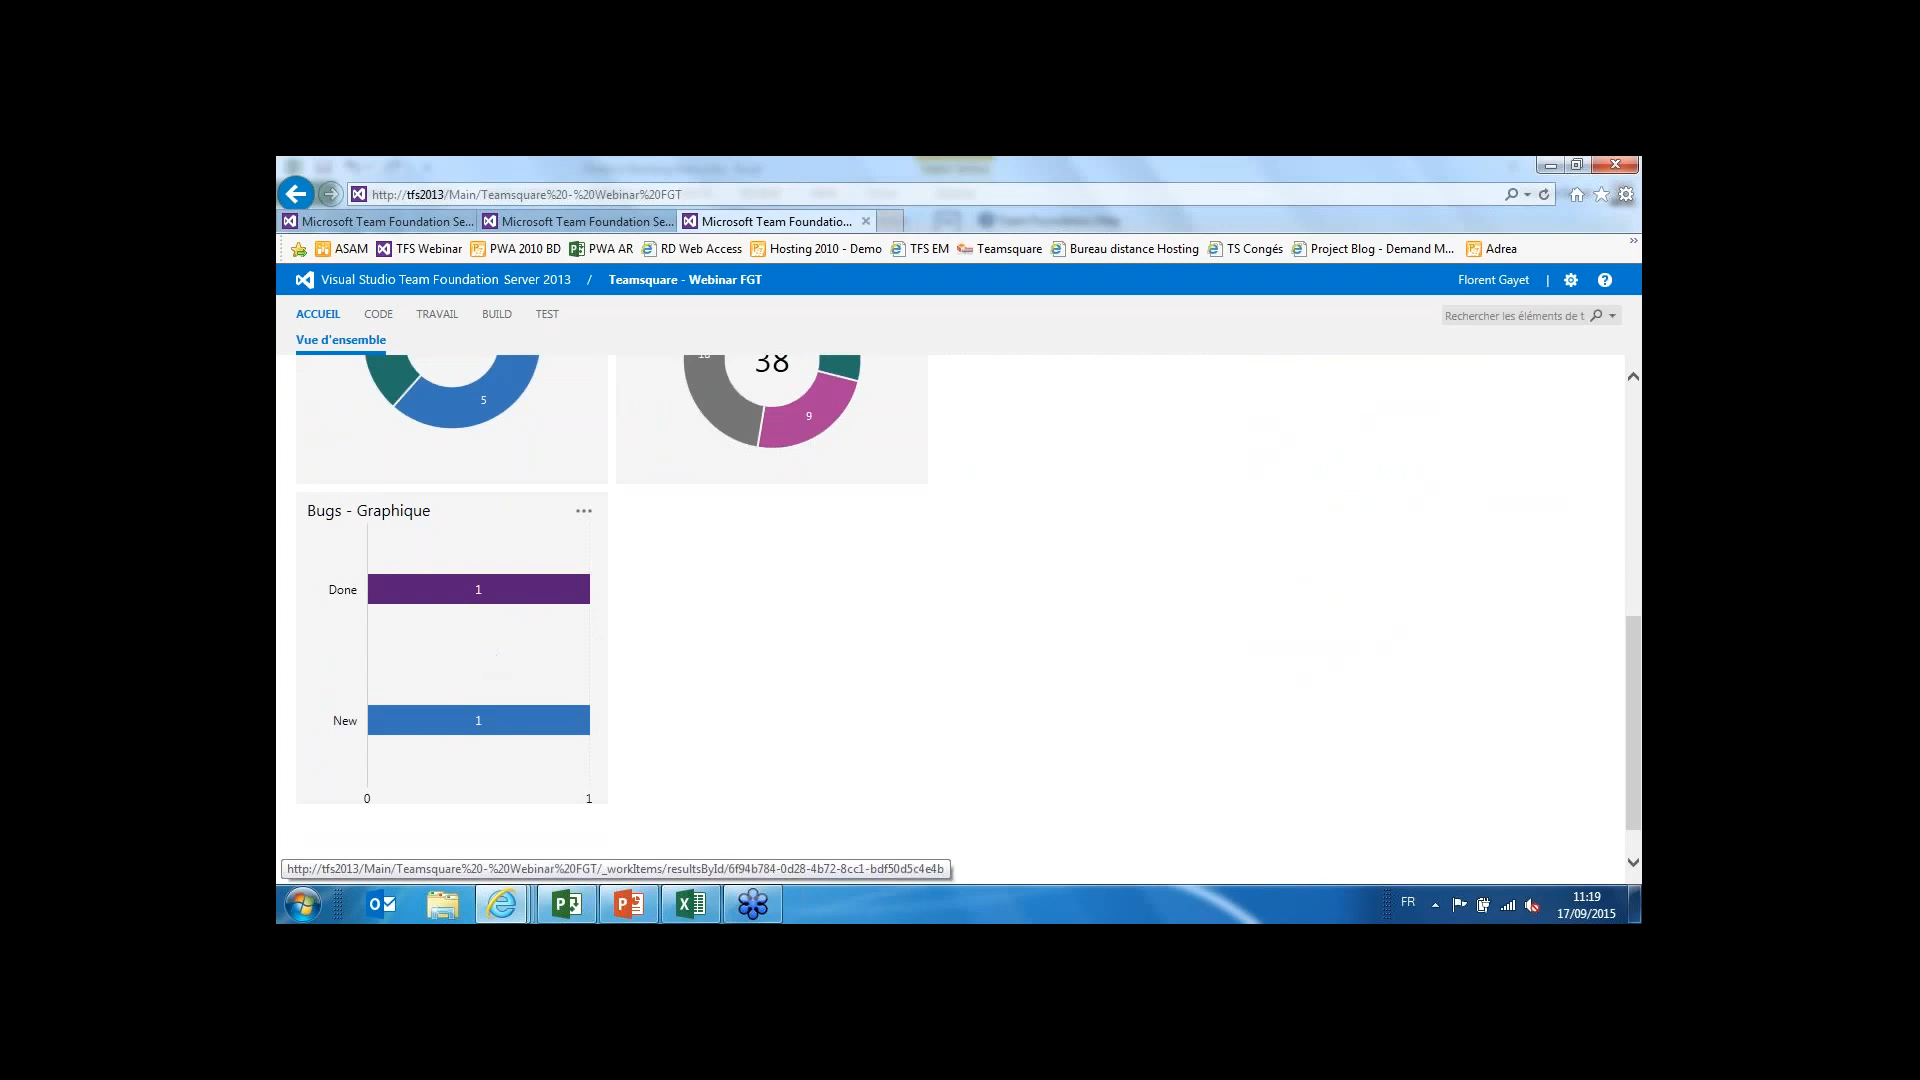 http://tfs2013/Main/Teamsquare%20-%20Webinar%20FGT
Microsoft Team Foundation Se... Microsoft Team Foundation Se... Microsoft Team Foundatio...
ASAM TFS Webinar PWA 2010 BD PWA AR RD Web Access Hosting 2010 - Demo TFS EM Teamsquare Bureau distance Hosting TS Congés Project Blog - Demand M... Adrea
Visual Studio Team Foundation Server 2013 / Teamsquare - Webinar FGT Florent Gayet |
ACCUEIL CODE TRAVAIL BUILD TEST Rechercher les éléments de t
Vue d'ensemble
38
5
9
Bugs - Graphique
Done 1
New 1
0 1
http://tfs2013/Main/Teamsquare%20-%20Webinar%20FGT/_workItems/resultsById/6f94b784-0d28-4b72-8cc1-bdf50d5c4e4b
FR 11:19
17/09/2015